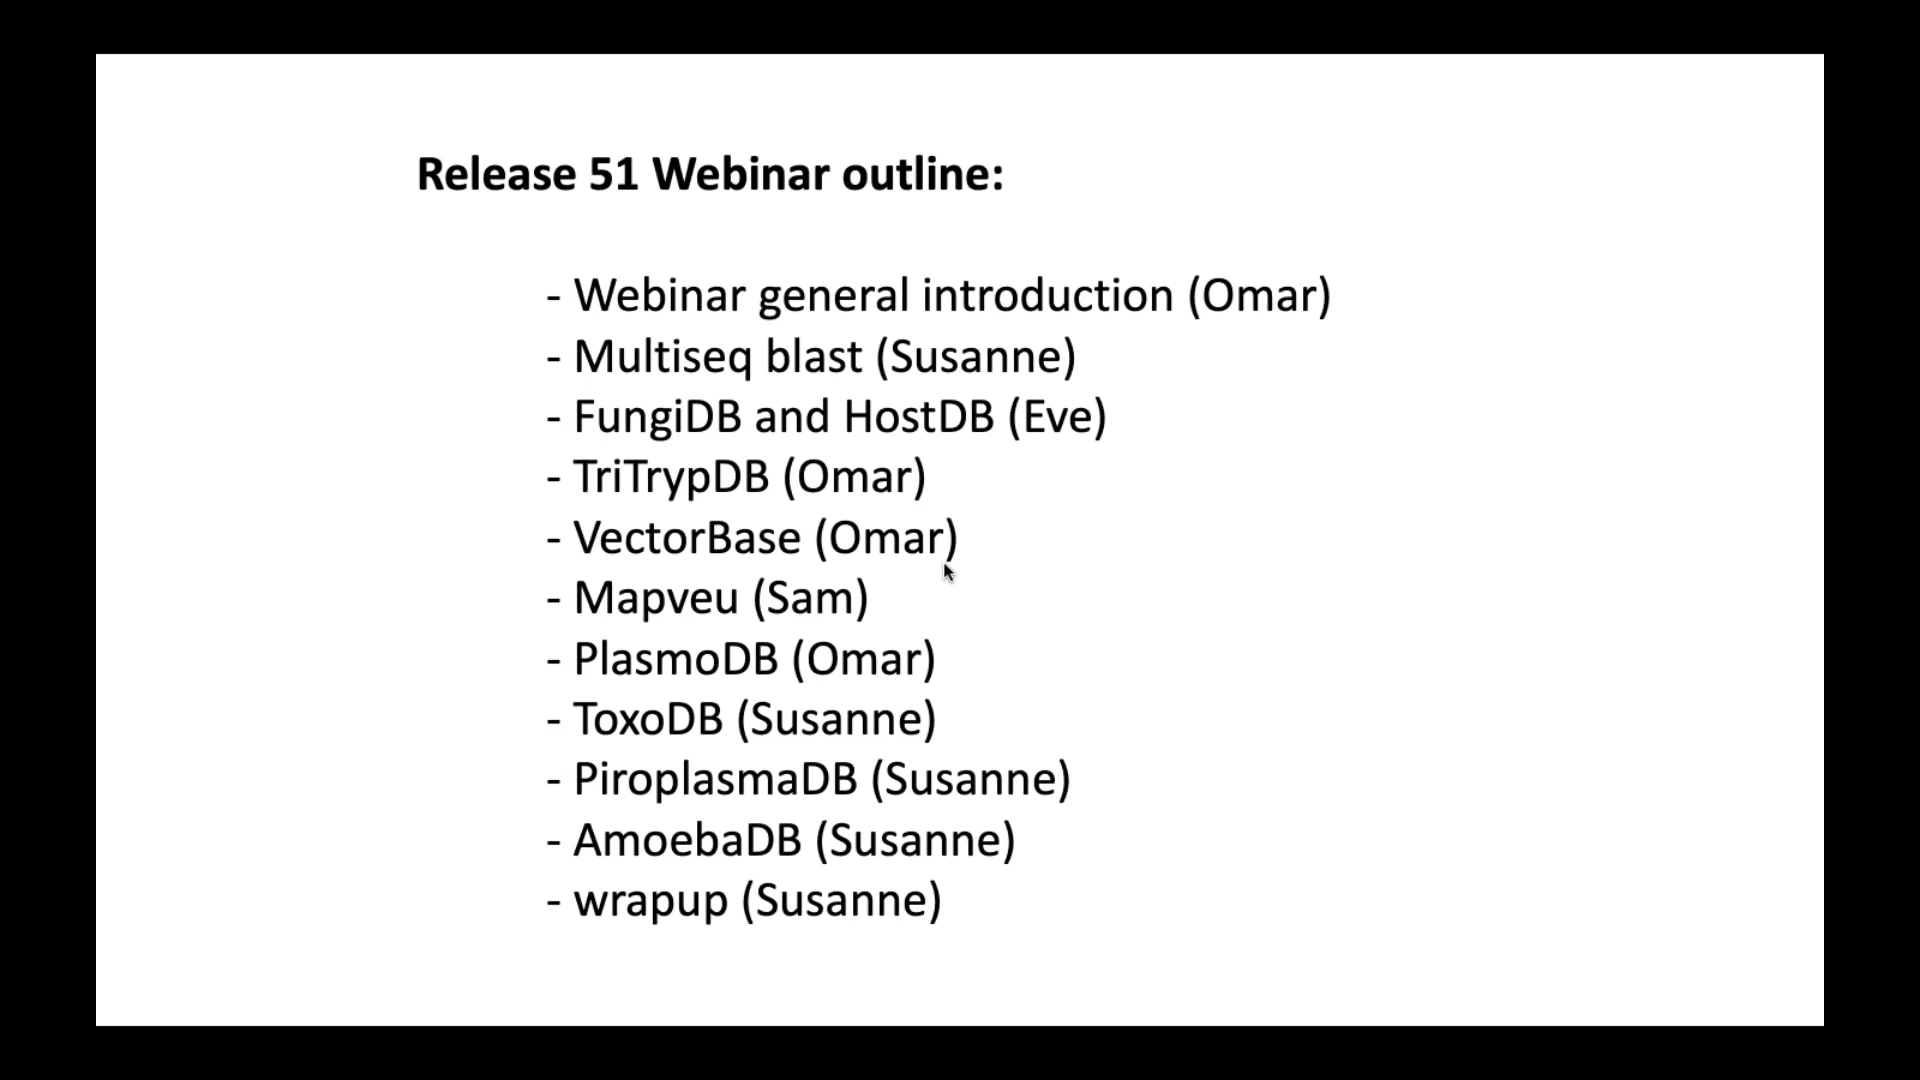 Release 51 Webinar outline:
- Webinar general introduction (Omar)
- Multiseq blast (Susanne)
- FungiDB and HostDB (Eve)
- TriTrypDB (Omar)
- VectorBase (Omar)
- Mapveu (Sam)
- PlasmoDB (Omar)
- ToxoDB (Susanne)
- PiroplasmaDB (Susanne)
- AmoebaDB (Susanne)
- wrapup (Susanne)